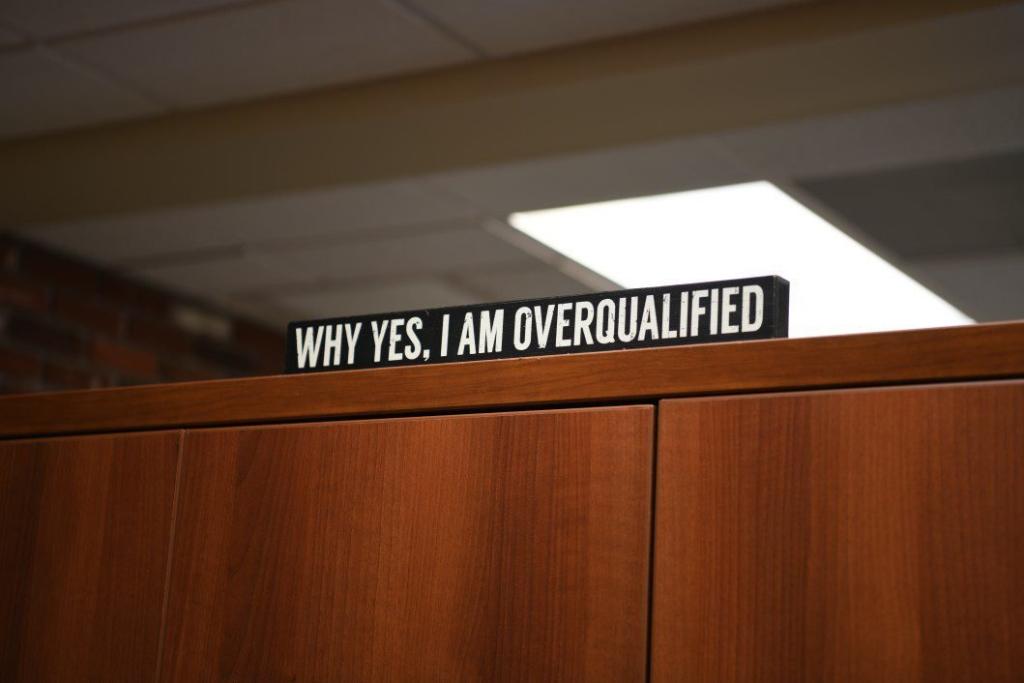 WHY YES, I AM OVERQUALIFIED